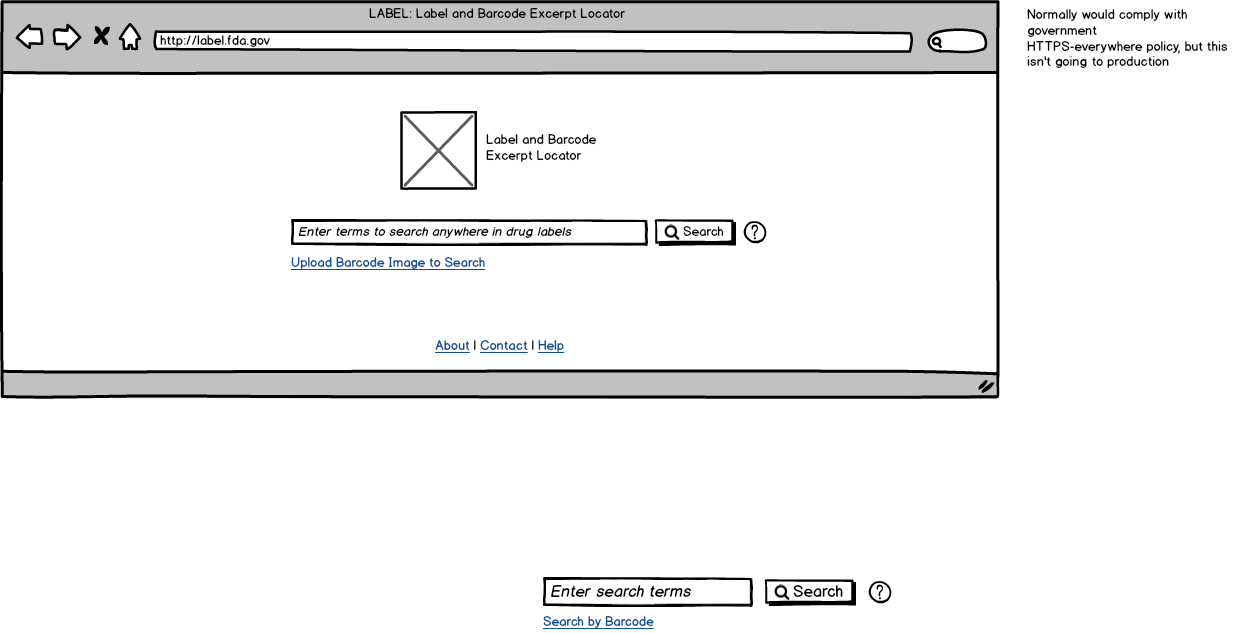 LABEL: Label and Barcode Excerpt Locator
http://label.fda.gov
Normally would comply with
government
HTTPS-everywhere policy, but this
isn't going to production
Label and Barcode
Excerpt Locator
Enter terms to search anywhere in drug labels
Search
?
Upload Barcode Image to Search
About | Contact | Help
Enter search terms
Search
?
Search by Barcode